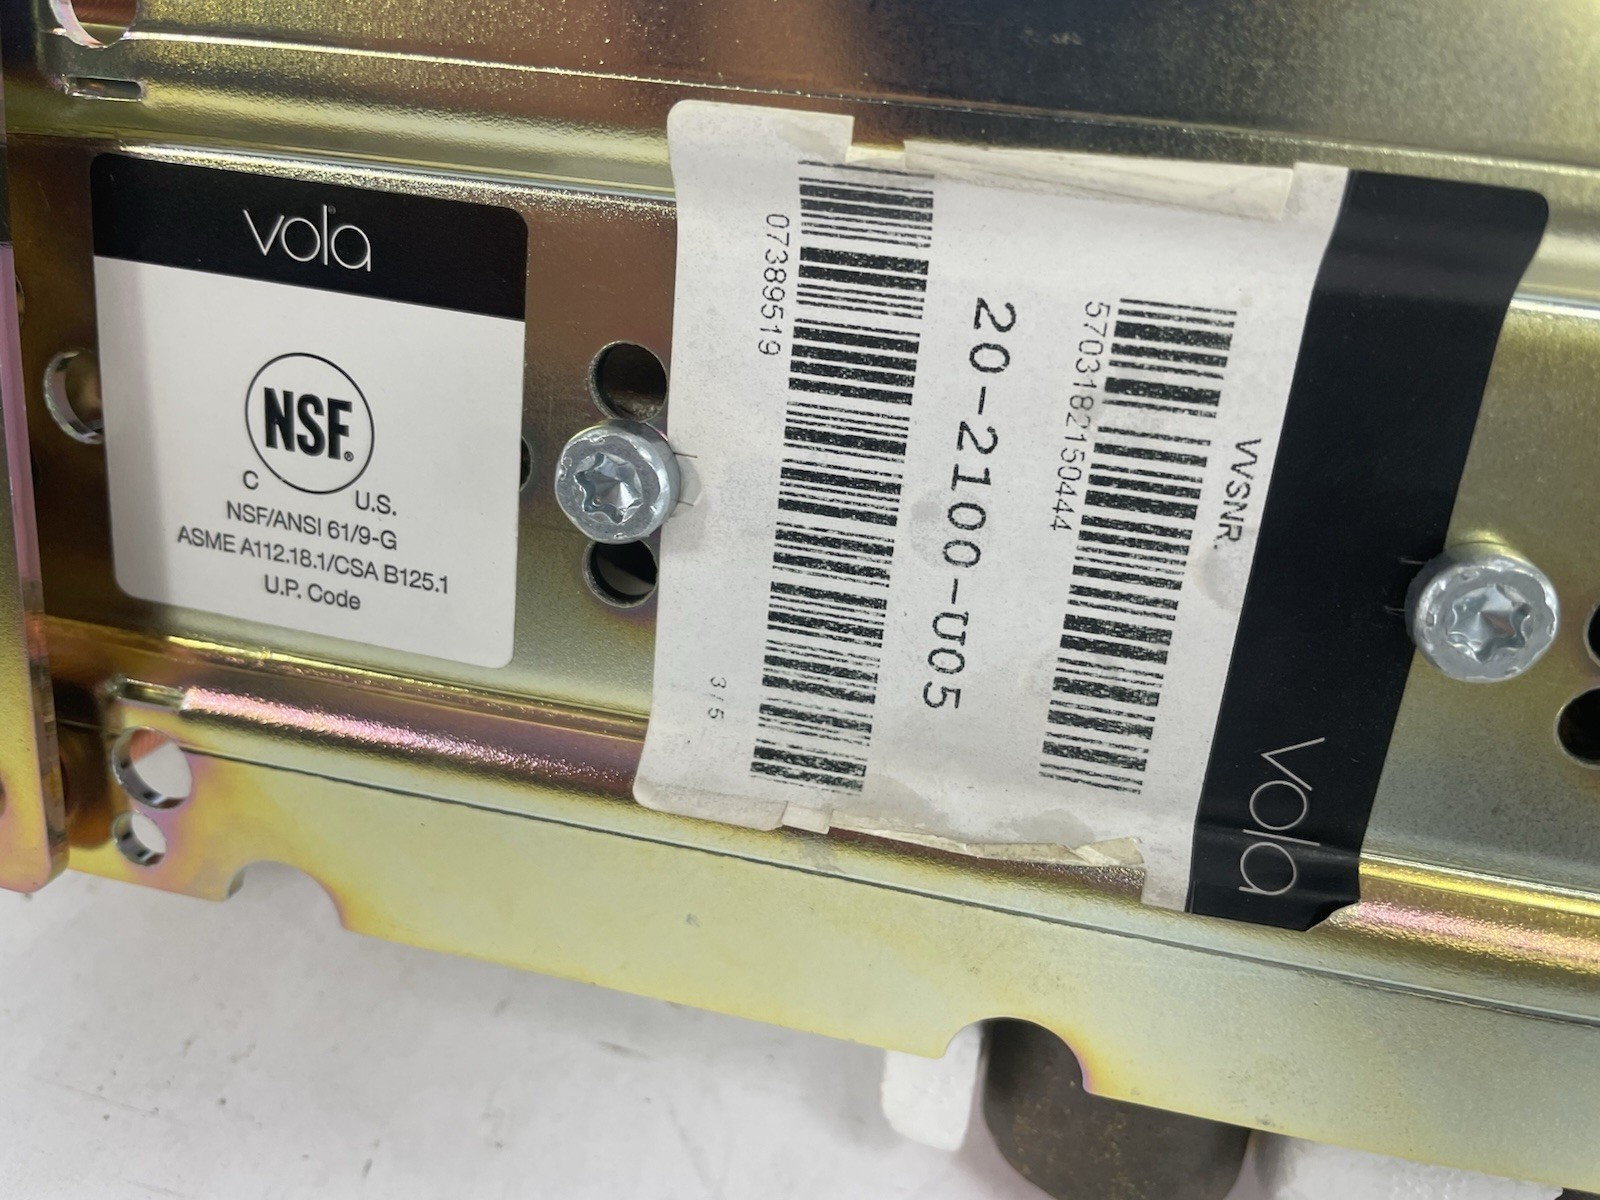 vola
NSF®
C U.S.
NSF/ANSI 61/9-G
ASME A112.18.1/CSA B125.1
U.P. Code
vola
VVSNR.
5703182150444
20-2100-U05
07389519
3/5